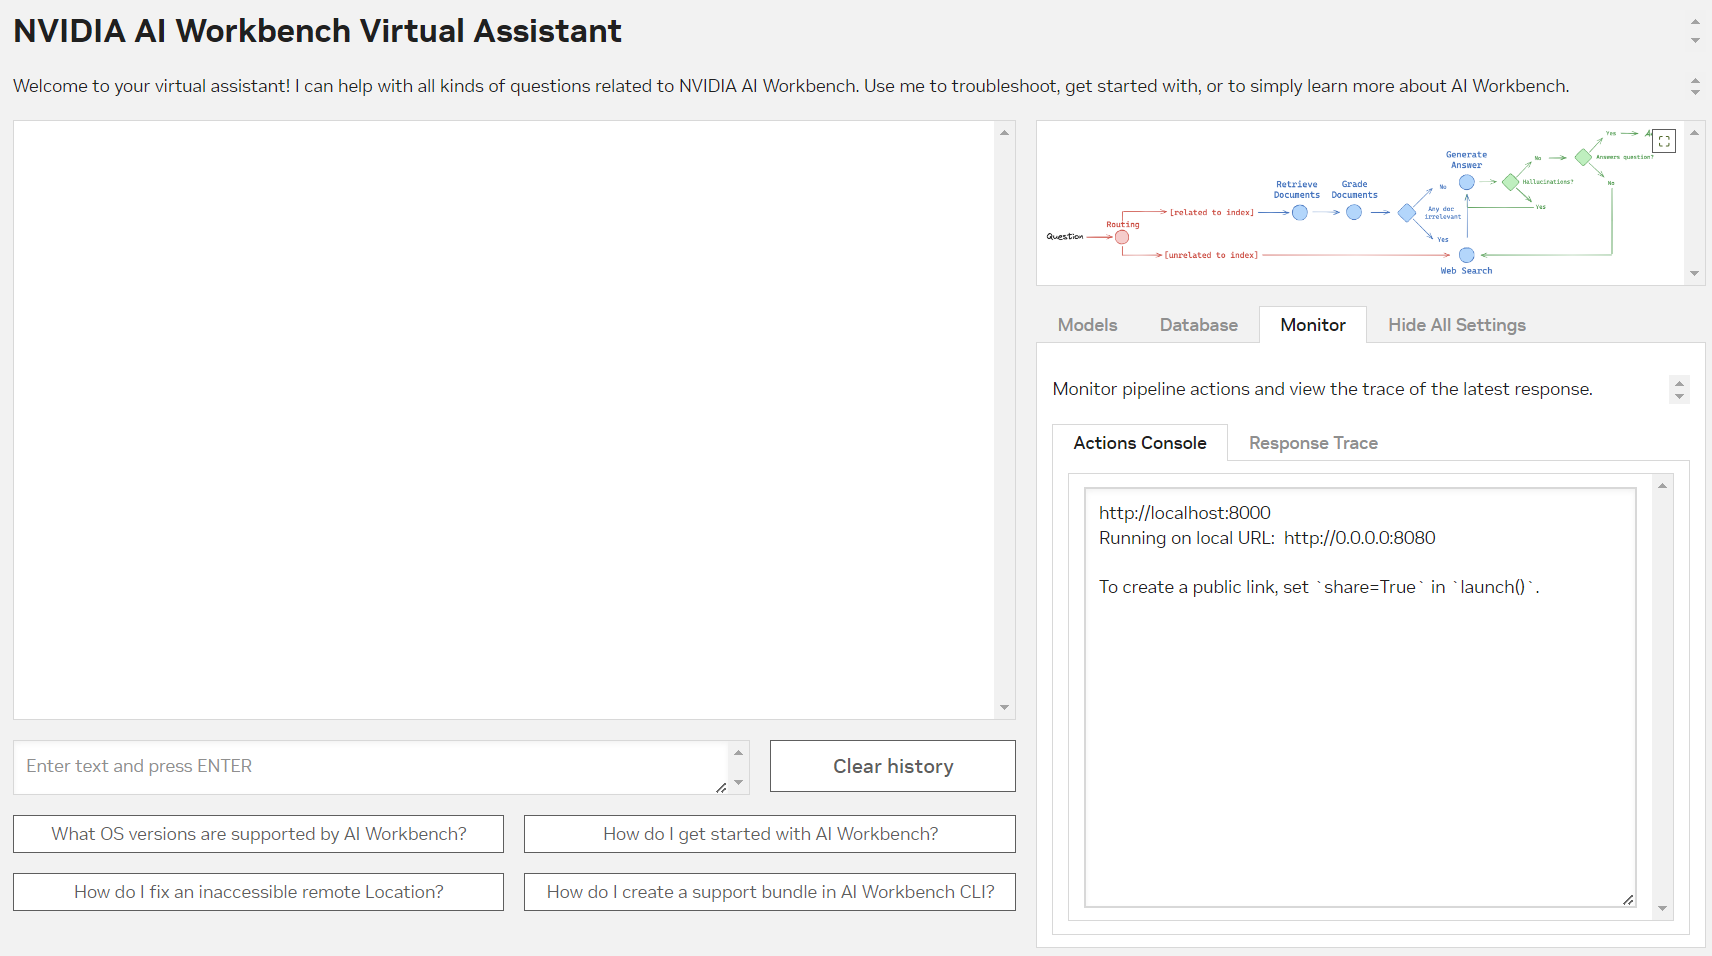 NVIDIA AI Workbench Virtual Assistant
Welcome to your virtual assistant! I can help with all kinds of questions related to NVIDIA AI Workbench. Use me to troubleshoot, get started with, or to simply learn more about AI Workbench.
Question
Routing
[related to index]
[unrelated to index]
Retrieve
Documents
Grade
Documents
Any doc
irrelevant
No
Yes
Generate
Answer
Web Search
Hallucinations?
No
Yes
Answers question?
Yes
No
Models
Database
Monitor
Hide All Settings
Monitor pipeline actions and view the trace of the latest response.
Actions Console
Response Trace
http://localhost:8000
Running on local URL:  http://0.0.0.0:8080
To create a public link, set `share=True` in `launch()`.
Enter text and press ENTER
Clear history
What OS versions are supported by AI Workbench?
How do I get started with AI Workbench?
How do I fix an inaccessible remote Location?
How do I create a support bundle in AI Workbench CLI?